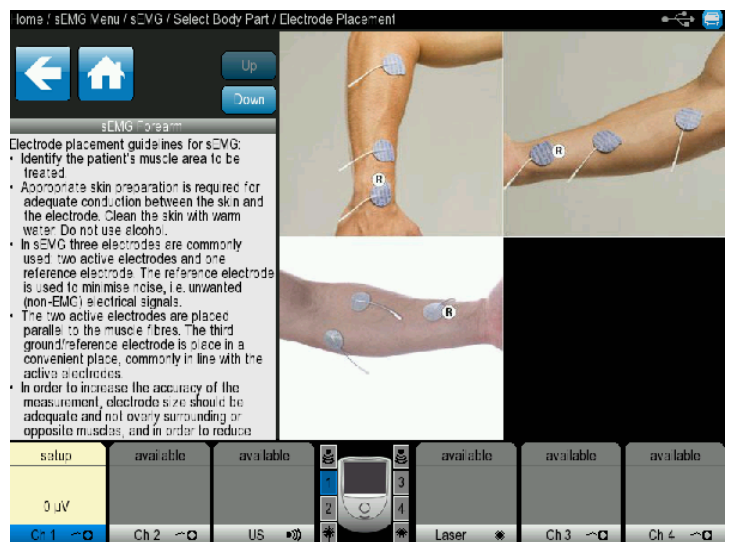 Home / sEMG Menu / sEMG / Select Body Part / Electrode Placement
Up
Down
sEMG Forearm
Electrode placement guidelines for sEMG:
• Identify the patient's muscle area to be
treated.
• Appropriate skin preparation is required for
adequate conduction between the skin and
the electrode. Clean the skin with warm
water. Do not use alcohol.
• In sEMG three electrodes are commonly
used: two active electrodes and one
reference electrode. The reference electrode
is used to minimise noise, i.e. unwanted
(non-EMG) electrical signals.
• The two active electrodes are placed
parallel to the muscle fibres. The third
ground/reference electrode is place in a
convenient place, commonly in line with the
active electrodes.
• In order to increase the accuracy of the
measurement, electrode size should be
adequate and not overly surrounding or
opposite muscles, and in order to reduce
R
R
R
setup
available
available
available
available
available
1
2
3
4
0 µV
Ch 1
Ch 2
US
Laser
Ch 3
Ch 4